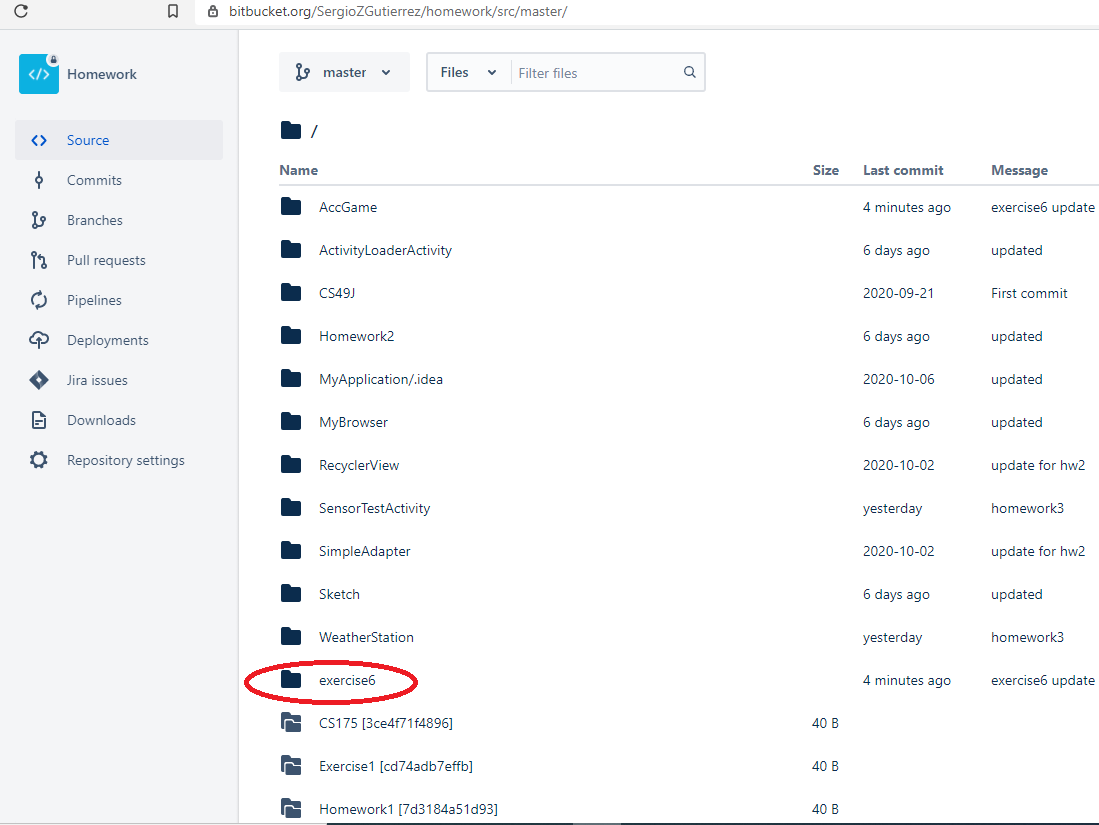 bitbucket.org/SergioZGutierrez/homework/src/master/
Homework
Source
Commits
Branches
Pull requests
Pipelines
Deployments
Jira issues
Downloads
Repository settings
master Files Filter files
/
Name Size Last commit Message
AccGame 4 minutes ago exercise6 update
ActivityLoaderActivity 6 days ago updated
CS49J 2020-09-21 First commit
Homework2 6 days ago updated
MyApplication/.idea 2020-10-06 updated
MyBrowser 6 days ago updated
RecyclerView 2020-10-02 update for hw2
SensorTestActivity yesterday homework3
SimpleAdapter 2020-10-02 update for hw2
Sketch 6 days ago updated
WeatherStation yesterday homework3
exercise6 4 minutes ago exercise6 update
CS175 [3ce4f71f4896] 40 B
Exercise1 [cd74adb7effb] 40 B
Homework1 [7d3184a51d93] 40 B